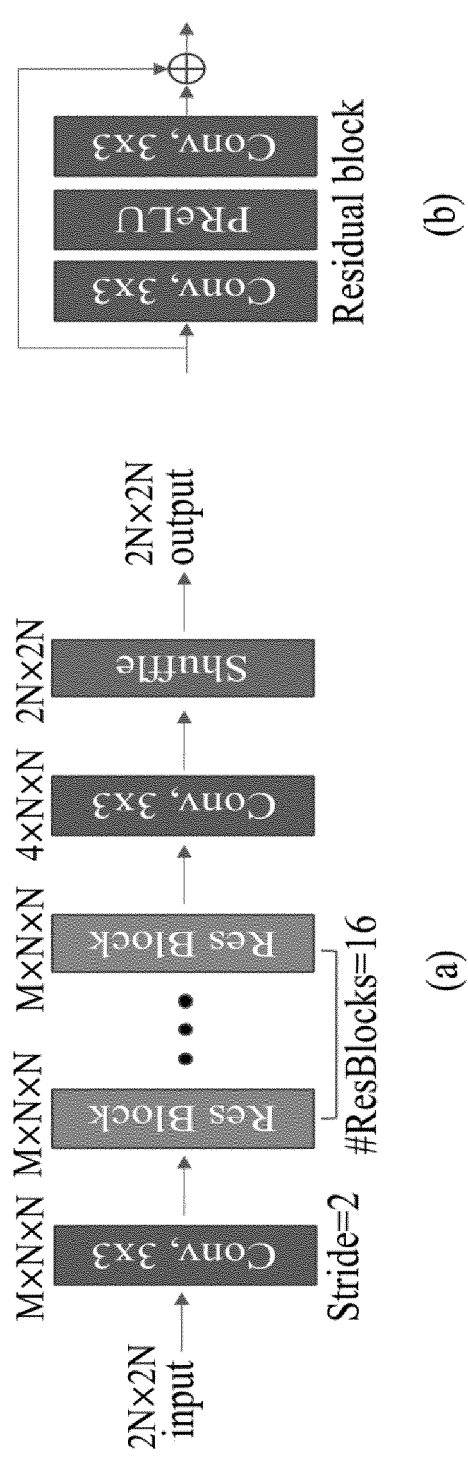 2N×2N
input
M×N×N
Conv, 3x3
Stride=2
M×N×N
Res Block
M×N×N
Res Block
#ResBlocks=16
4×N×N
Conv, 3x3
2N×2N
Shuffle
2N×2N
output
(a)
Conv, 3x3
PReLU
Conv, 3x3
Residual block
(b)